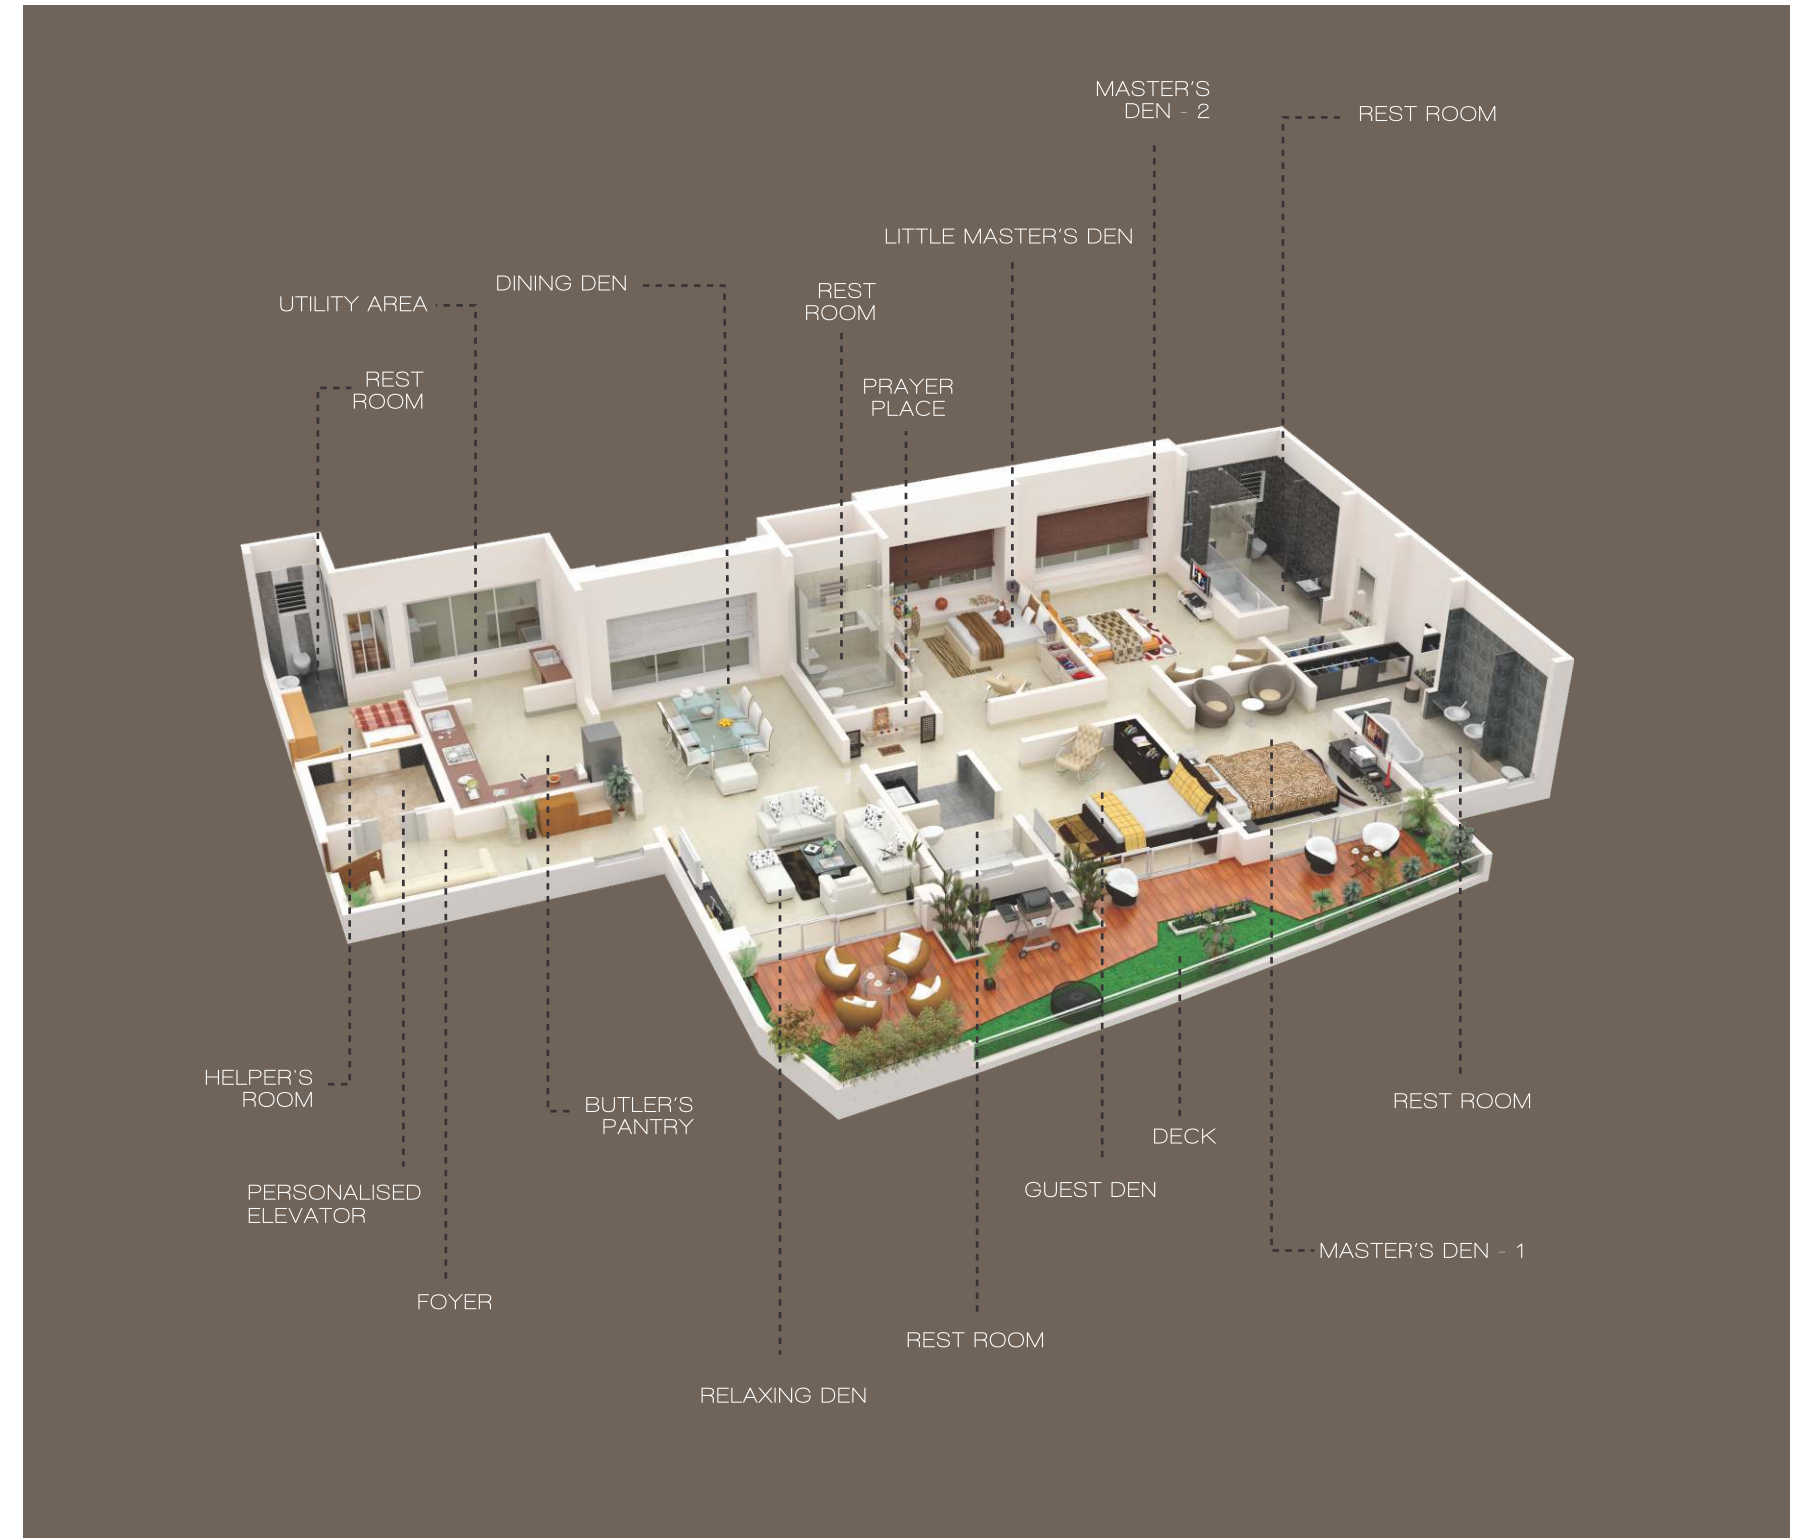 MASTER'S
DEN - 2
REST ROOM
LITTLE MASTER'S DEN
DINING DEN
REST
ROOM
UTILITY AREA
REST
ROOM
PRAYER
PLACE
HELPER'S
ROOM
BUTLER'S
PANTRY
REST ROOM
DECK
PERSONALISED
ELEVATOR
GUEST DEN
MASTER'S DEN - 1
FOYER
REST ROOM
RELAXING DEN